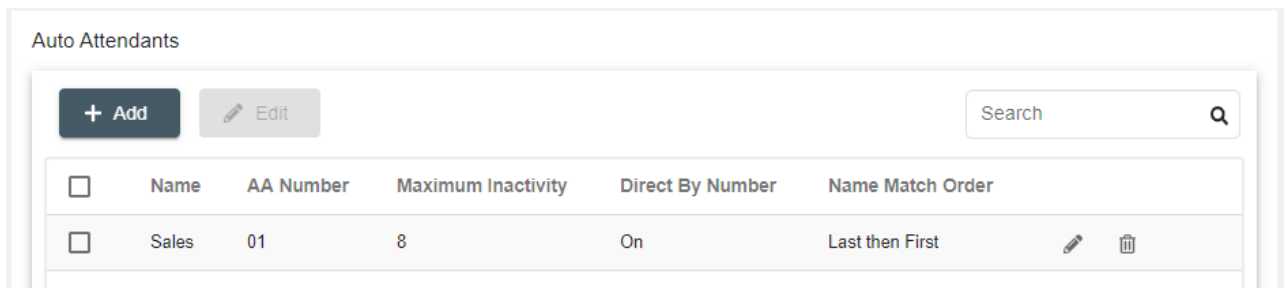 Auto Attendants
+ Add Edit Search
Name AA Number Maximum Inactivity Direct By Number Name Match Order
Sales 01 8 On Last then First